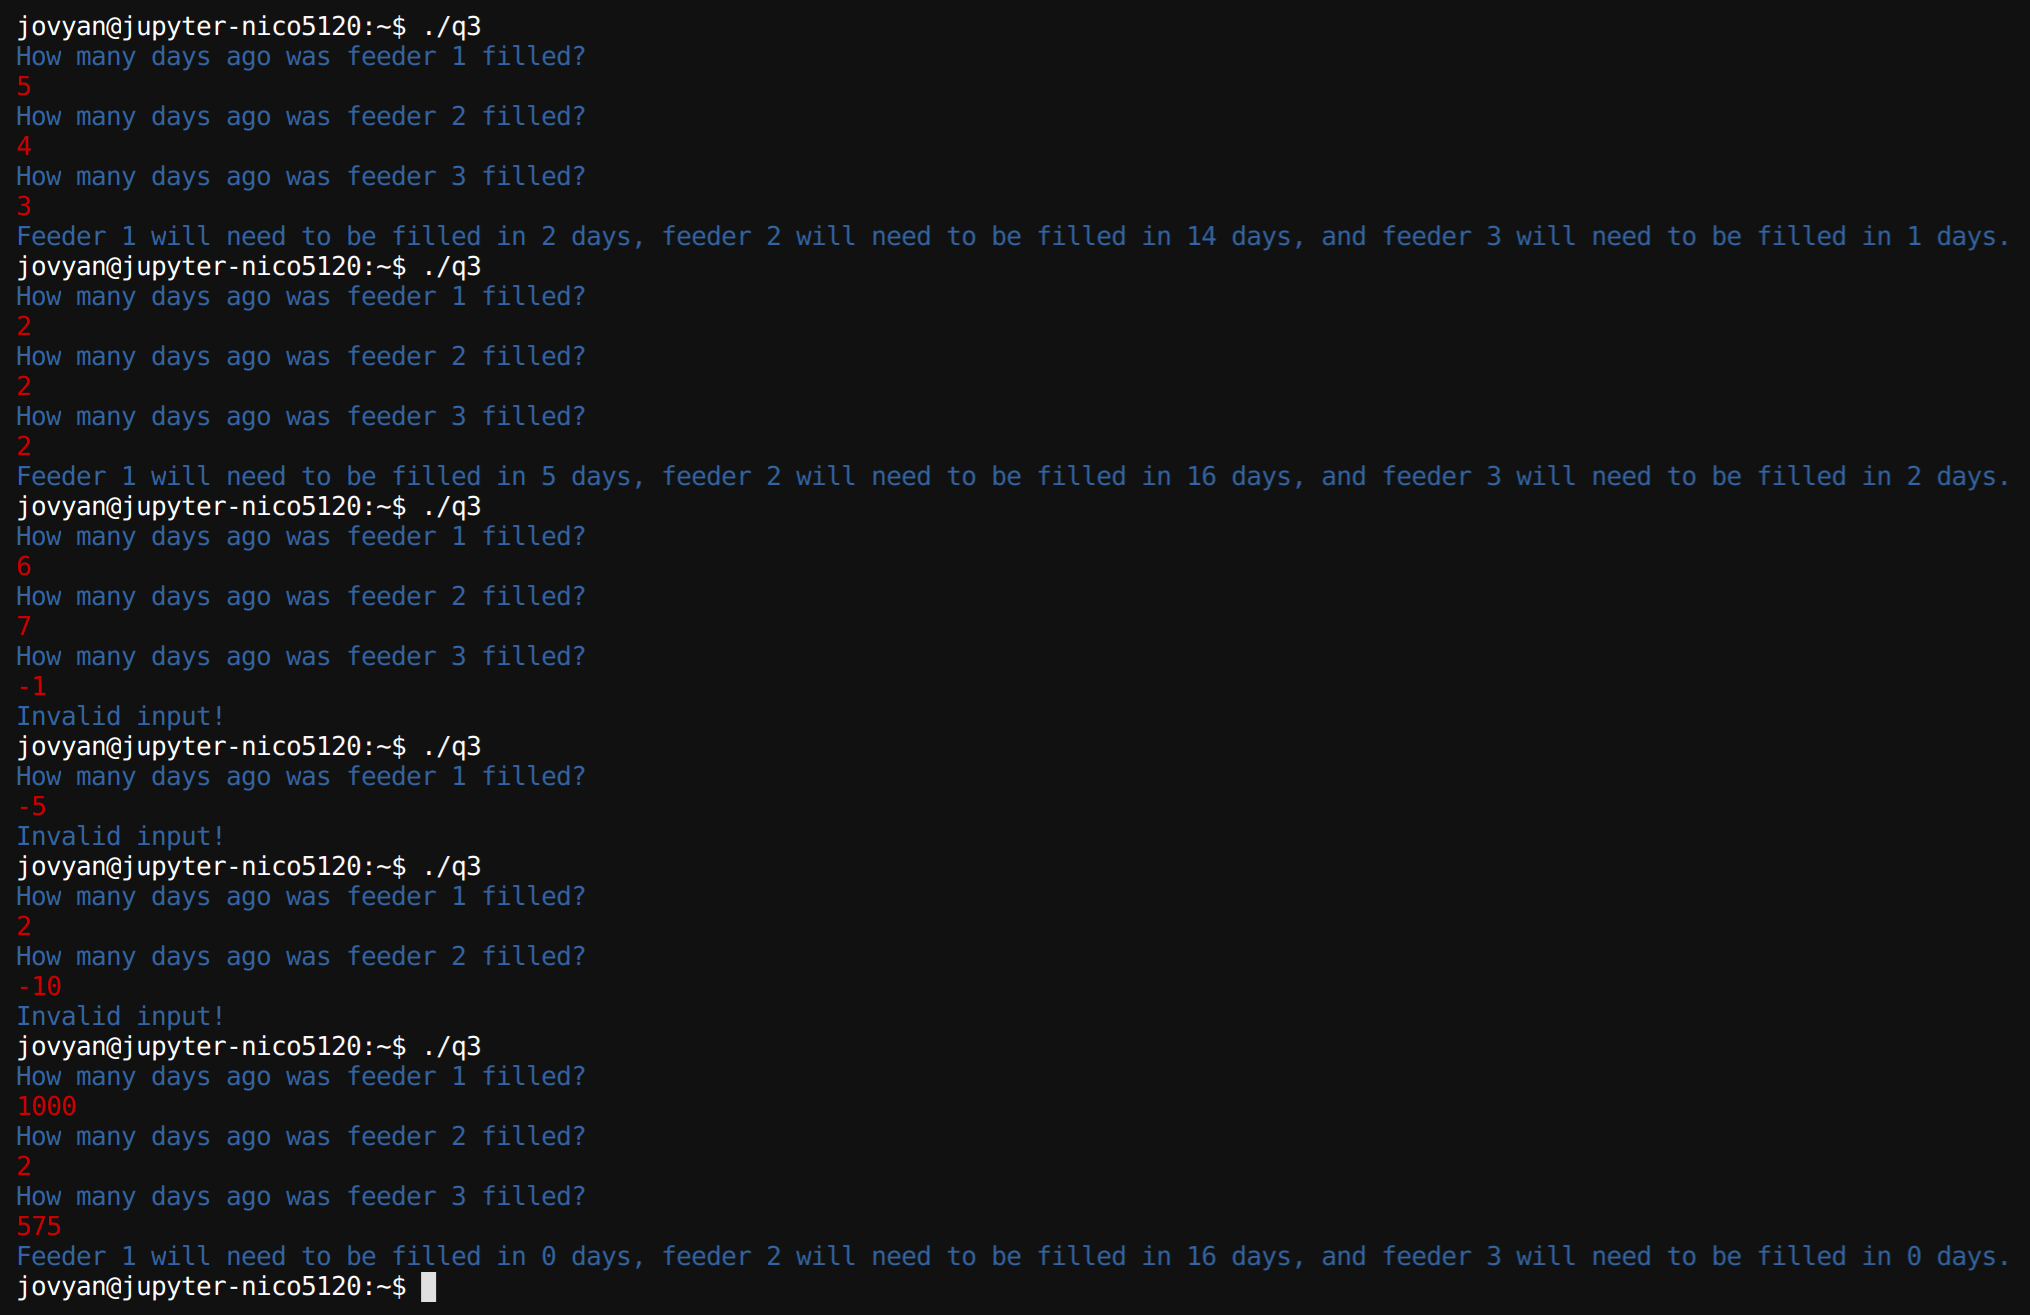 jovyan@jupyter-nico5120:~$ ./q3
How many days ago was feeder 1 filled?
5
How many days ago was feeder 2 filled?
4
How many days ago was feeder 3 filled?
3
Feeder 1 will need to be filled in 2 days, feeder 2 will need to be filled in 14 days, and feeder 3 will need to be filled in 1 days.
jovyan@jupyter-nico5120:~$ ./q3
How many days ago was feeder 1 filled?
2
How many days ago was feeder 2 filled?
2
How many days ago was feeder 3 filled?
2
Feeder 1 will need to be filled in 5 days, feeder 2 will need to be filled in 16 days, and feeder 3 will need to be filled in 2 days.
jovyan@jupyter-nico5120:~$ ./q3
How many days ago was feeder 1 filled?
6
How many days ago was feeder 2 filled?
7
How many days ago was feeder 3 filled?
-1
Invalid input!
jovyan@jupyter-nico5120:~$ ./q3
How many days ago was feeder 1 filled?
-5
Invalid input!
jovyan@jupyter-nico5120:~$ ./q3
How many days ago was feeder 1 filled?
2
How many days ago was feeder 2 filled?
-10
Invalid input!
jovyan@jupyter-nico5120:~$ ./q3
How many days ago was feeder 1 filled?
1000
How many days ago was feeder 2 filled?
2
How many days ago was feeder 3 filled?
575
Feeder 1 will need to be filled in 0 days, feeder 2 will need to be filled in 16 days, and feeder 3 will need to be filled in 0 days.
jovyan@jupyter-nico5120:~$